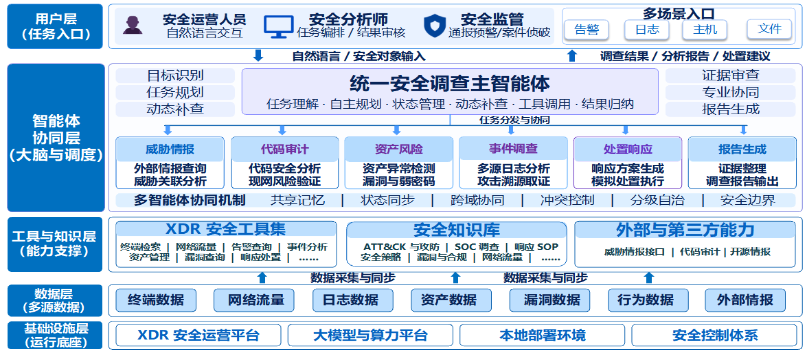 用户层
(任务入口)
安全运营人员
自然语言交互
安全分析师
任务编排 / 结果审核
安全监管
通报预警/案件侦破
多场景入口
告警
日志
主机
文件
自然语言 / 安全对象输入
调查结果 / 分析报告 / 处置建议
智能体
协同层
(大脑与调度)
目标识别
任务规划
动态补查
统一安全调查主智能体
任务理解 · 自主规划 · 状态管理 · 动态补查 · 工具调用 · 结果归纳
证据审查
专业协同
报告生成
任务分发与协同
威胁情报
外部情报查询
威胁关联分析
代码审计
代码安全分析
现网风险验证
资产风险
资产异常检测
漏洞与弱密码
事件调查
多源日志分析
攻击溯源取证
处置响应
响应方案生成
模拟处置执行
报告生成
证据整理
调查报告输出
多智能体协同机制 共享记忆 | 状态同步 | 跨域协同 | 冲突控制 | 分级自治 | 安全边界
工具与知识层
(能力支撑)
XDR 安全工具集
终端检索 | 网络流量 | 告警查询 | 事件分析
资产管理 | 漏洞查询 | 响应处置 | ......
安全知识库
ATT&CK 与攻防 | SOC 调查 | 响应 SOP
安全策略 | 漏洞与合规 | 网络流量 | ......
外部与第三方能力
威胁情报接口 | 代码审计 | 开源情报
数据采集与同步
数据采集与同步
数据层
(多源数据)
终端数据
网络流量
日志数据
资产数据
漏洞数据
行为数据
外部情报
基础设施层
(运行底座)
XDR 安全运营平台
大模型与算力平台
本地部署环境
安全控制体系